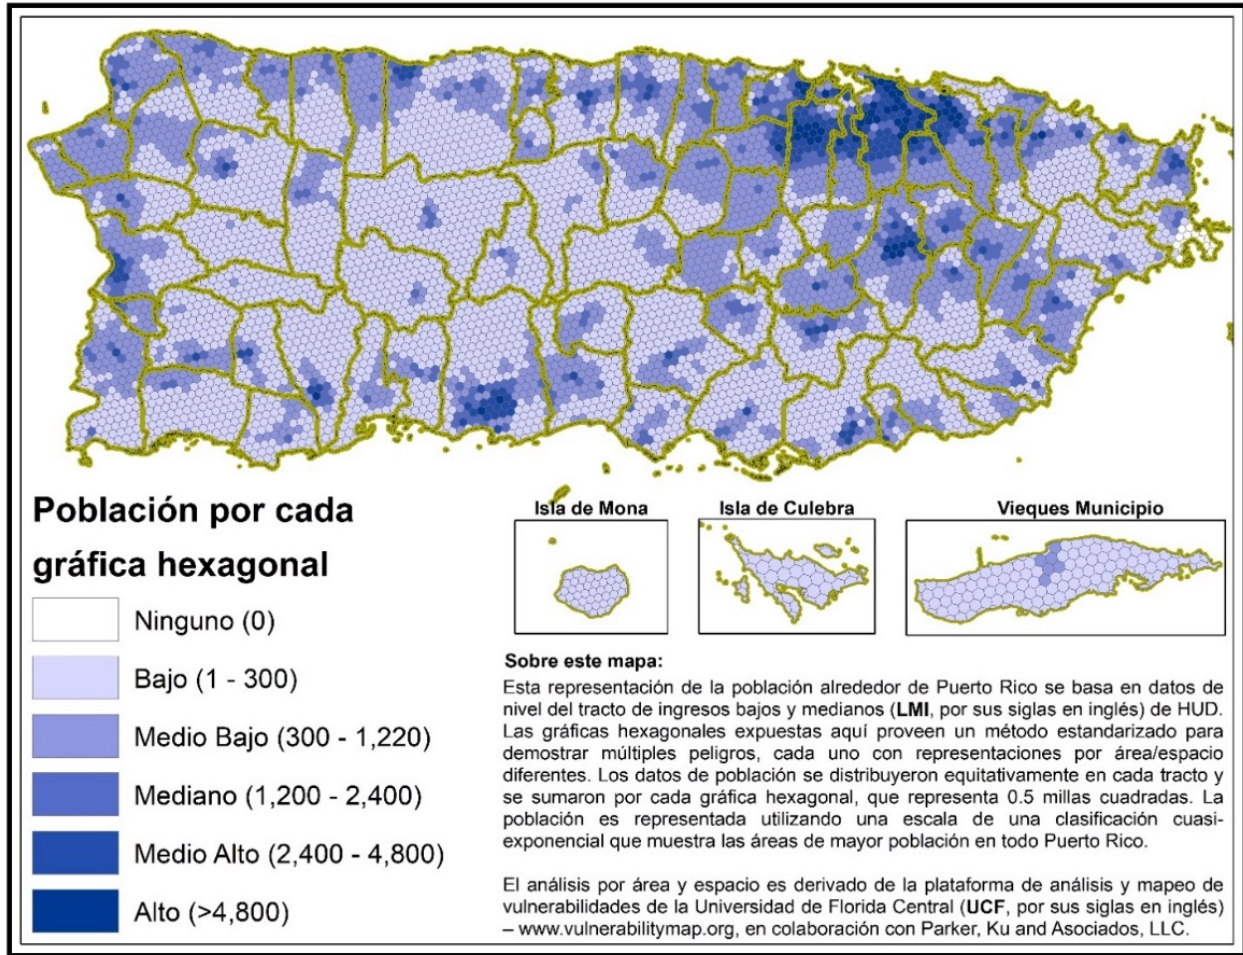 Población por cada
gráfica hexagonal
Ninguno (0)
Bajo (1 - 300)
Medio Bajo (300 - 1,220)
Mediano (1,200 - 2,400)
Medio Alto (2,400 - 4,800)
Alto (>4,800)
Isla de Mona
Isla de Culebra
Vieques Municipio
Sobre este mapa:
Esta representación de la población alrededor de Puerto Rico se basa en datos de
nivel del tracto de ingresos bajos y medianos (LMI, por sus siglas en inglés) de HUD.
Las gráficas hexagonales expuestas aquí proveen un método estandarizado para
demostrar múltiples peligros, cada uno con representaciones por área/espacio
diferentes. Los datos de población se distribuyeron equitativamente en cada tracto y
se sumaron por cada gráfica hexagonal, que representa 0.5 millas cuadradas. La
población es representada utilizando una escala de una clasificación cuasi-
exponencial que muestra las áreas de mayor población en todo Puerto Rico.
El análisis por área y espacio es derivado de la plataforma de análisis y mapeo de
vulnerabilidades de la Universidad de Florida Central (UCF, por sus siglas en inglés)
– www.vulnerabilitymap.org, en colaboración con Parker, Ku and Asociados, LLC.